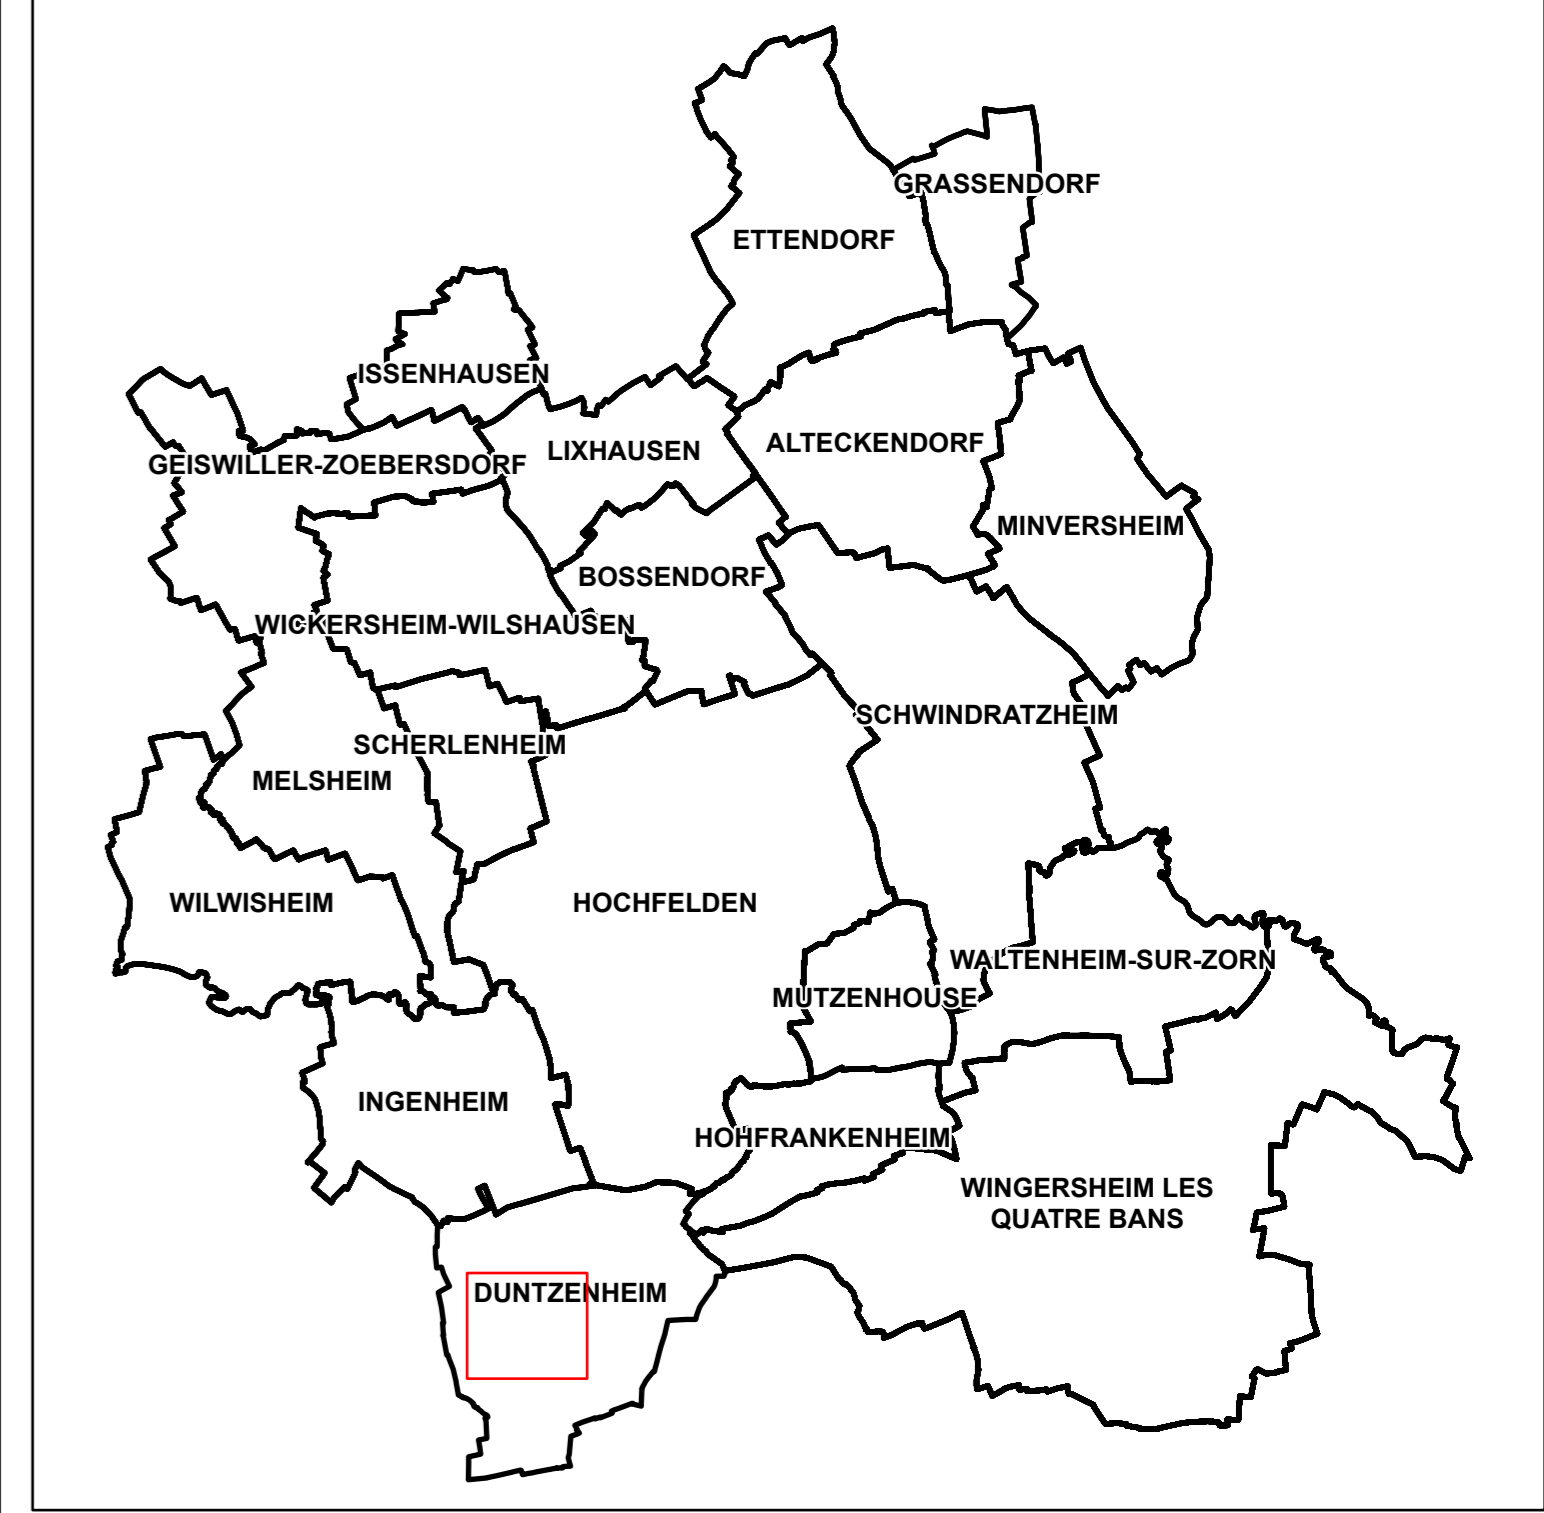 GRASSENDORF
ETTENDORF
ISSENHAUSEN
LIXHAUSEN
ALTECKENDORF
GEISWILLER-ZOEBERSDORF
MINVERSHEIM
BOSSENDORF
WICKERSHEIM-WILSHAUSEN
SCHWINDRATZHEIM
SCHERLENHEIM
MELSHEIM
WILWISHEIM
HOCHFELDEN
WALTENHEIM-SUR-ZORN
MUTZENHOUSE
INGENHEIM
HOHFRANKENHEIM
WINGERSHEIM LES
QUATRE BANS
DUNTZENHEIM